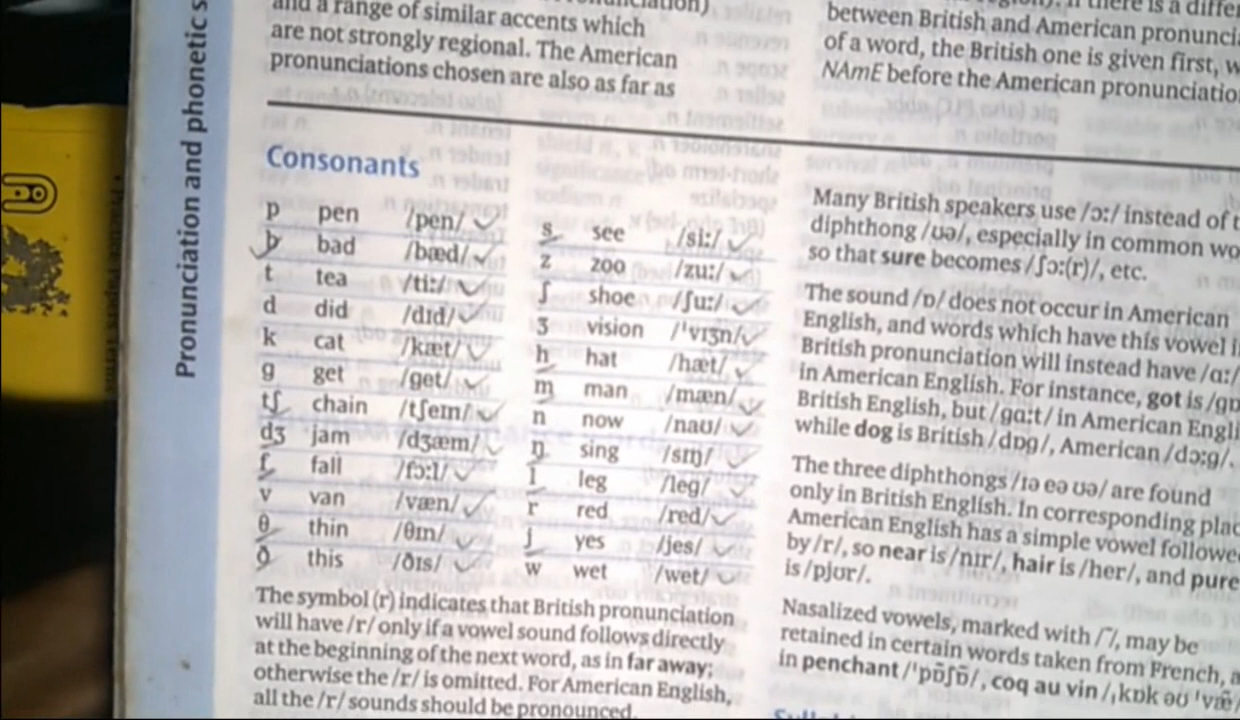 Pronunciation and phonetic s
and a range of similar accents which
are not strongly regional. The American
pronunciations chosen are also as far as
between British and American pronunci
of a word, the British one is given first, w
NAmE before the American pronunciatio
Consonants
p pen /pen/
b bad /bæd/
t tea /tiː/
d did /dɪd/
k cat /kæt/
g get /ɡet/
tʃ chain /tʃeɪn/
dʒ jam /dʒæm/
f fall /fɔːl/
v van /væn/
θ thin /θɪn/
ð this /ðɪs/
s see /siː/
z zoo /zuː/
ʃ shoe /ʃuː/
ʒ vision /ˈvɪʒn/
h hat /hæt/
m man /mæn/
n now /naʊ/
ŋ sing /sɪŋ/
l leg /leɡ/
r red /red/
j yes /jes/
w wet /wet/
The symbol (r) indicates that British pronunciation
will have /r/ only if a vowel sound follows directly
at the beginning of the next word, as in far away;
otherwise the /r/ is omitted. For American English,
all the /r/ sounds should be pronounced.
Many British speakers use /ɔː/ instead of t
diphthong /ʊə/, especially in common wo
so that sure becomes /ʃɔː(r)/, etc.
The sound /ɒ/ does not occur in American
English, and words which have this vowel i
British pronunciation will instead have /ɑː/
in American English. For instance, got is /ɡɒ
British English, but /ɡɑːt/ in American Engli
while dog is British /dɒɡ/, American /dɔːɡ/.
The three diphthongs /ɪə eə ʊə/ are found
only in British English. In corresponding plac
American English has a simple vowel followe
by /r/, so near is /nɪr/, hair is /her/, and pure
is /pjʊr/.
Nasalized vowels, marked with /˜/, may be
retained in certain words taken from French, a
in penchant /ˈpɒ̃ʃɒ̃/, coq au vin /ˌkɒk əʊ ˈvæ̃/